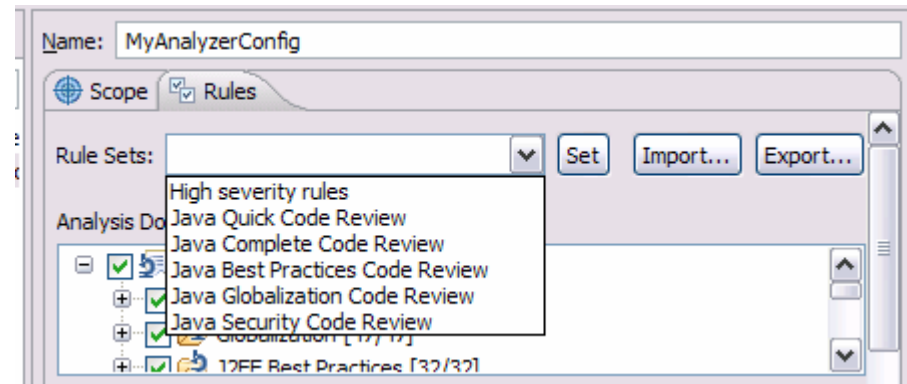 Name: MyAnalyzerConfig
Scope Rules
Rule Sets: Set Import... Export...
High severity rules
Java Quick Code Review
Analysis Do
Java Complete Code Review
Java Best Practices Code Review
Java Globalization Code Review
Java Security Code Review
J2EE Best Practices [32/32]